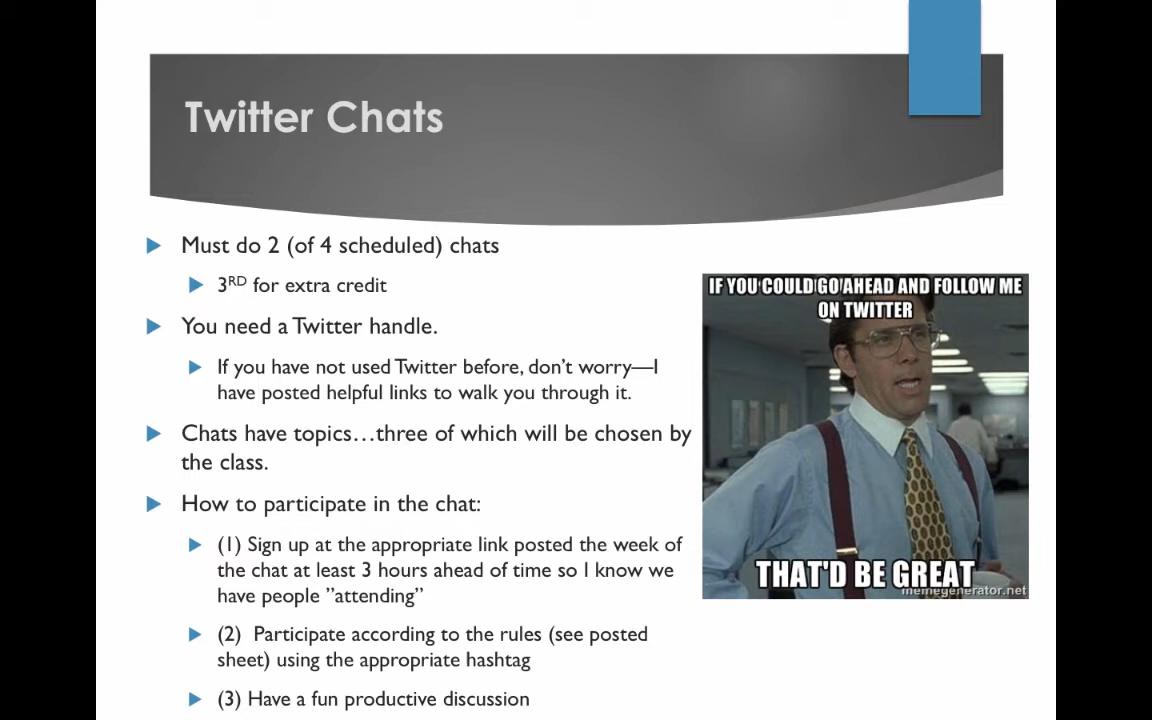 Twitter Chats
Must do 2 (of 4 scheduled) chats
3RD for extra credit
You need a Twitter handle.
If you have not used Twitter before, don’t worry—I
have posted helpful links to walk you through it.
Chats have topics…three of which will be chosen by
the class.
How to participate in the chat:
(1) Sign up at the appropriate link posted the week of
the chat at least 3 hours ahead of time so I know we
have people ”attending”
(2)  Participate according to the rules (see posted
sheet) using the appropriate hashtag
(3) Have a fun productive discussion
IF YOU COULD GO AHEAD AND FOLLOW ME
ON TWITTER
THAT'D BE GREAT
memegenerator.net